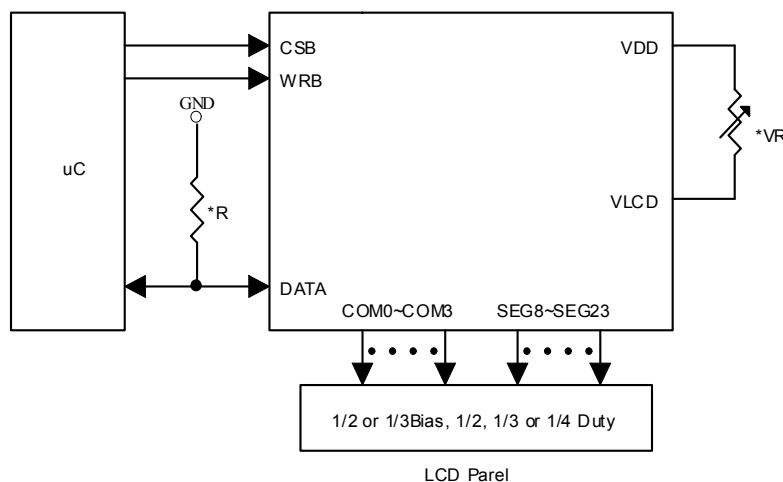 CSB
VDD
WRB
GND
*VR
uC
*R
VLCD
DATA
COM0~COM3 SEG8~SEG23
1/2 or 1/3Bias, 1/2, 1/3 or 1/4 Duty
LCD Parel